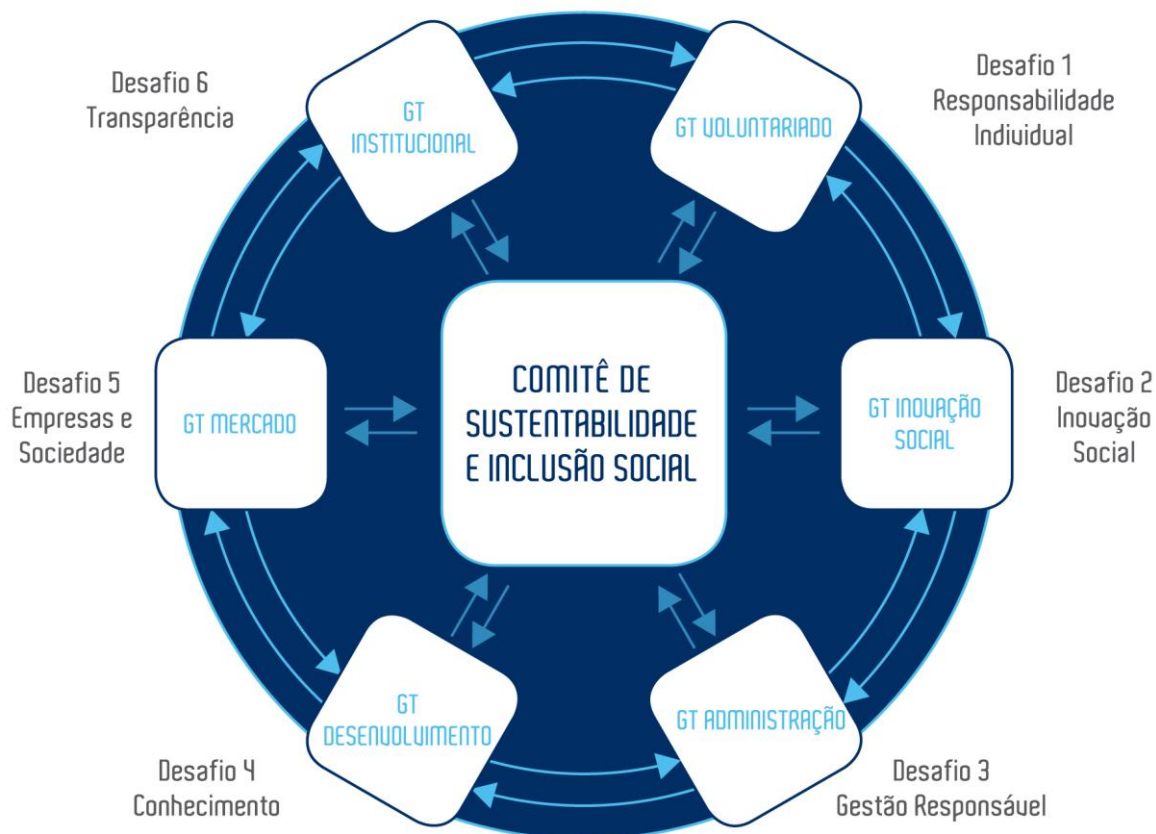 Desafio 6
Transparência
GT
INSTITUCIONAL
GT VOLUNTARIADO
Desafio 1
Responsabilidade
Individual
Desafio 5
Empresas e
Sociedade
GT MERCADO
COMITÊ DE
SUSTENTABILIDADE
E INCLUSÃO SOCIAL
GT INOVAÇÃO
SOCIAL
Desafio 2
Inovação
Social
GT
DESENVOLVIMENTO
GT ADMINISTRAÇÃO
Desafio 4
Conhecimento
Desafio 3
Gestão Responsável